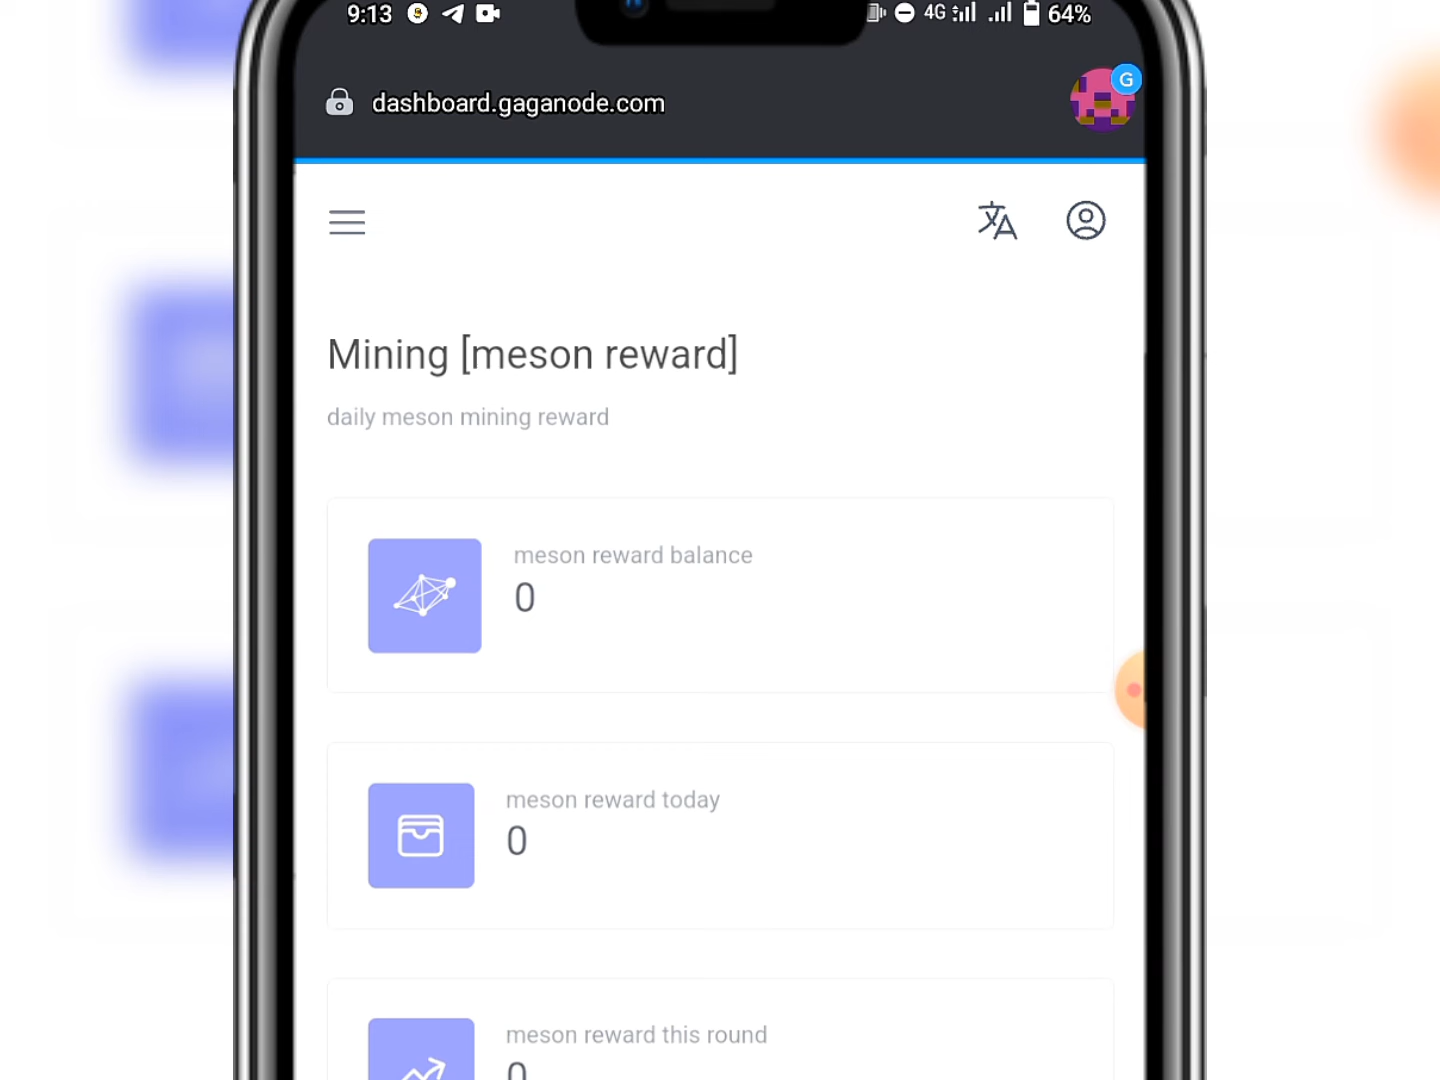 9:13 4G 64%
dashboard.gaganode.com
G
Mining [meson reward]
daily meson mining reward
meson reward balance
0
meson reward today
0
meson reward this round
0